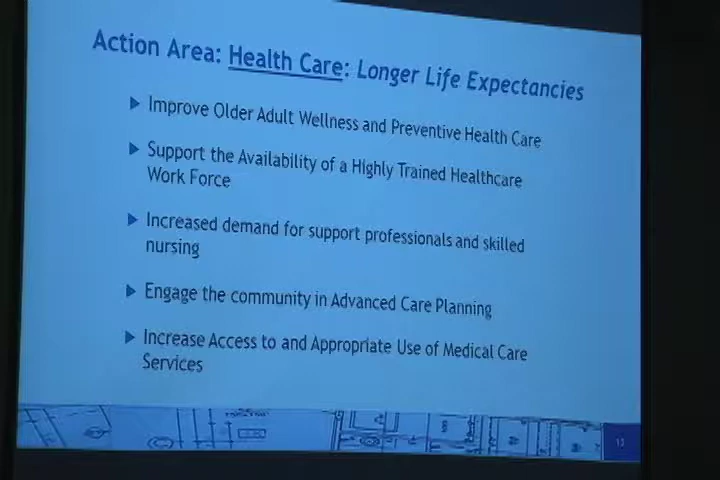 Action Area: Health Care: Longer Life Expectancies
Improve Older Adult Wellness and Preventive Health Care
Support the Availability of a Highly Trained Healthcare
Work Force
Increased demand for support professionals and skilled
nursing
Engage the community in Advanced Care Planning
Increase Access to and Appropriate Use of Medical Care
Services